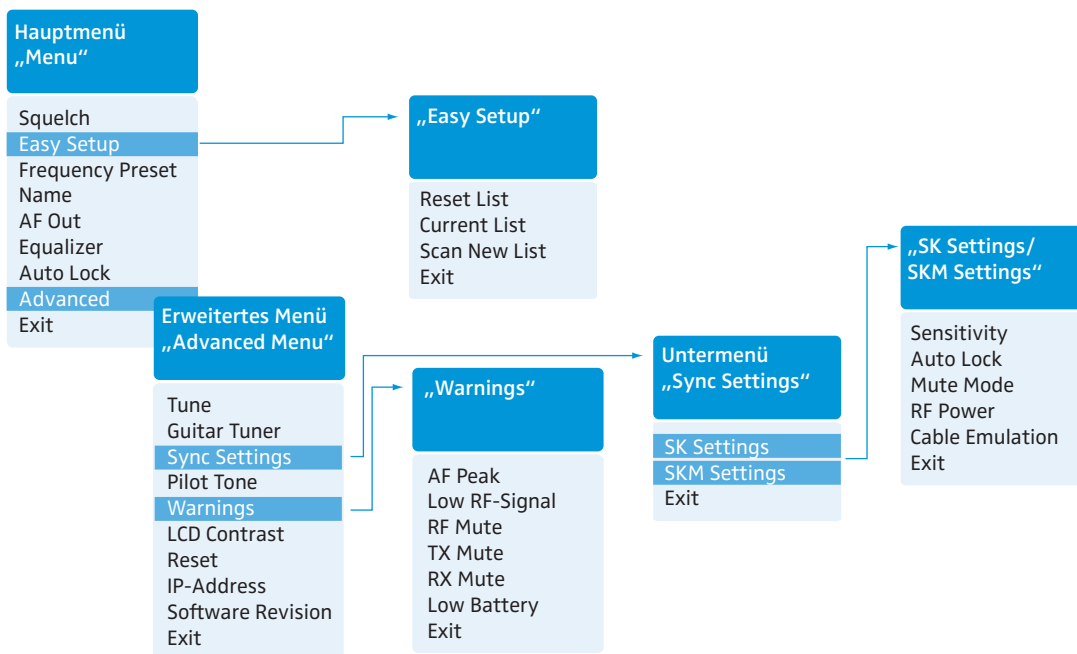 Hauptmenü
„Menu“
Squelch
Easy Setup
Frequency Preset
Name
AF Out
Equalizer
Auto Lock
Advanced
Exit
„Easy Setup“
Reset List
Current List
Scan New List
Exit
Erweitertes Menü
„Advanced Menu“
Tune
Guitar Tuner
Sync Settings
Pilot Tone
Warnings
LCD Contrast
Reset
IP-Address
Software Revision
Exit
„Warnings“
AF Peak
Low RF-Signal
RF Mute
TX Mute
RX Mute
Low Battery
Exit
Untermenü
„Sync Settings“
SK Settings
SKM Settings
Exit
„SK Settings/
SKM Settings“
Sensitivity
Auto Lock
Mute Mode
RF Power
Cable Emulation
Exit